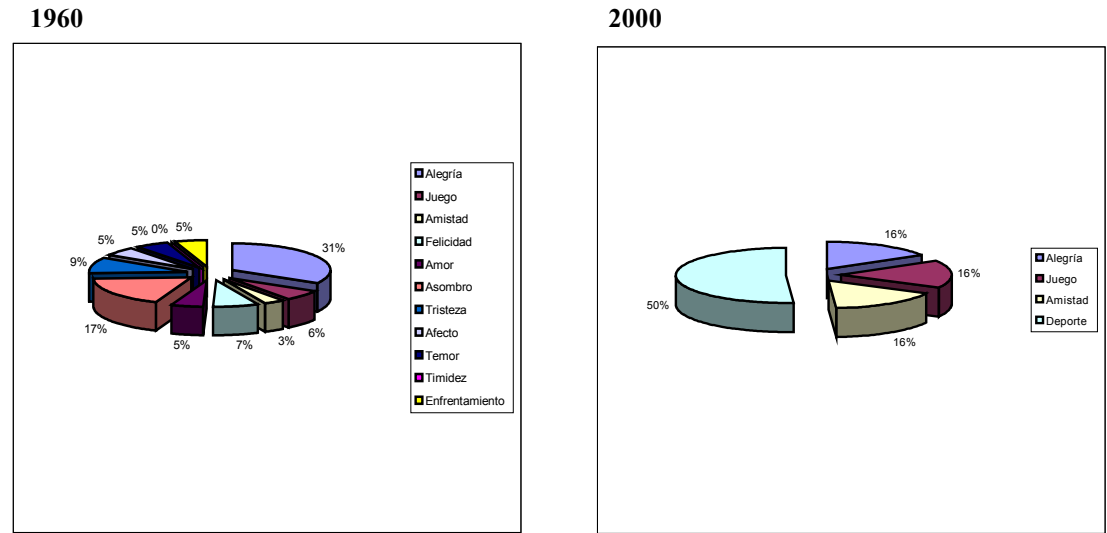 1960
2000
5% 0% 5%
5%
31%
9%
17%
5%
7%
3%
6%
Alegría
Juego
Amistad
Felicidad
Amor
Asombro
Tristeza
Afecto
Temor
Timidez
Enfrentamiento
16%
16%
50%
16%
Alegría
Juego
Amistad
Deporte